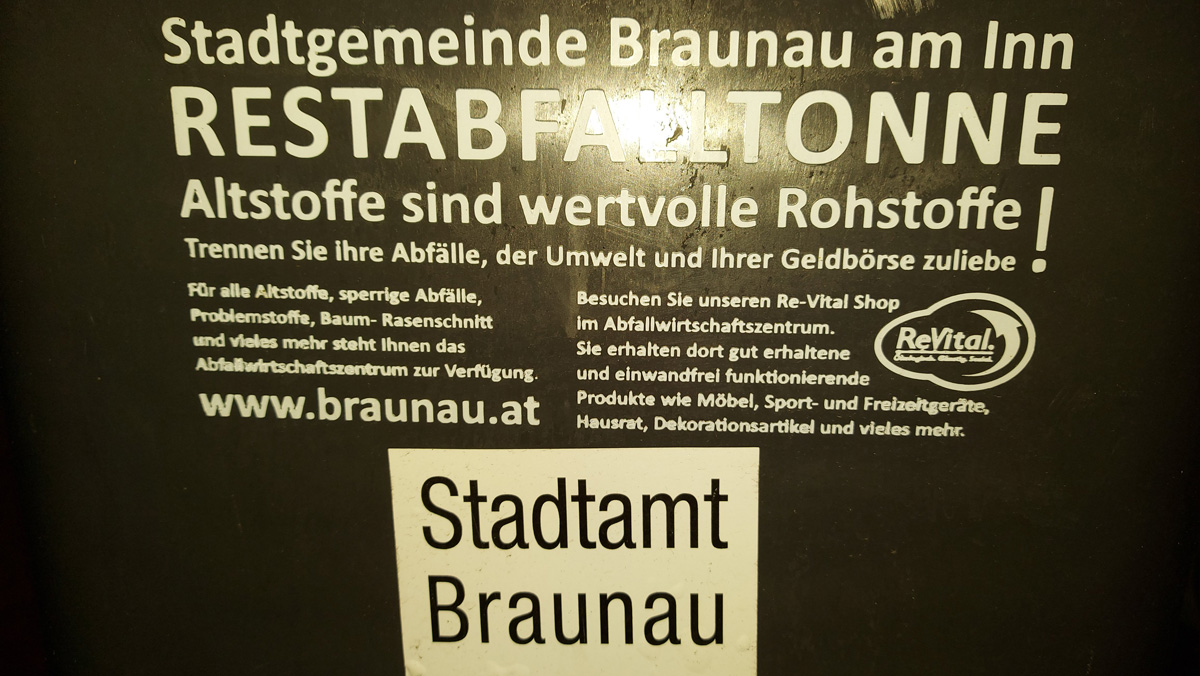 Stadtgemeinde Braunau am Inn
RESTABFALLTONNE
Altstoffe sind wertvolle Rohstoffe!
Trennen Sie ihre Abfälle, der Umwelt und Ihrer Geldbörse zuliebe
Für alle Altstoffe, sperrige Abfälle,
Problemstoffe, Baum- Rasenschnitt
und vieles mehr steht Ihnen das
Abfallwirtschaftszentrum zur Verfügung.
www.braunau.at
Besuchen Sie unseren Re-Vital Shop
im Abfallwirtschaftszentrum.
Sie erhalten dort gut erhaltene
und einwandfrei funktionierende
Produkte wie Möbel, Sport- und Freizeitgeräte,
Hausrat, Dekorationsartikel und vieles mehr.
ReVital.
Stadtamt
Braunau